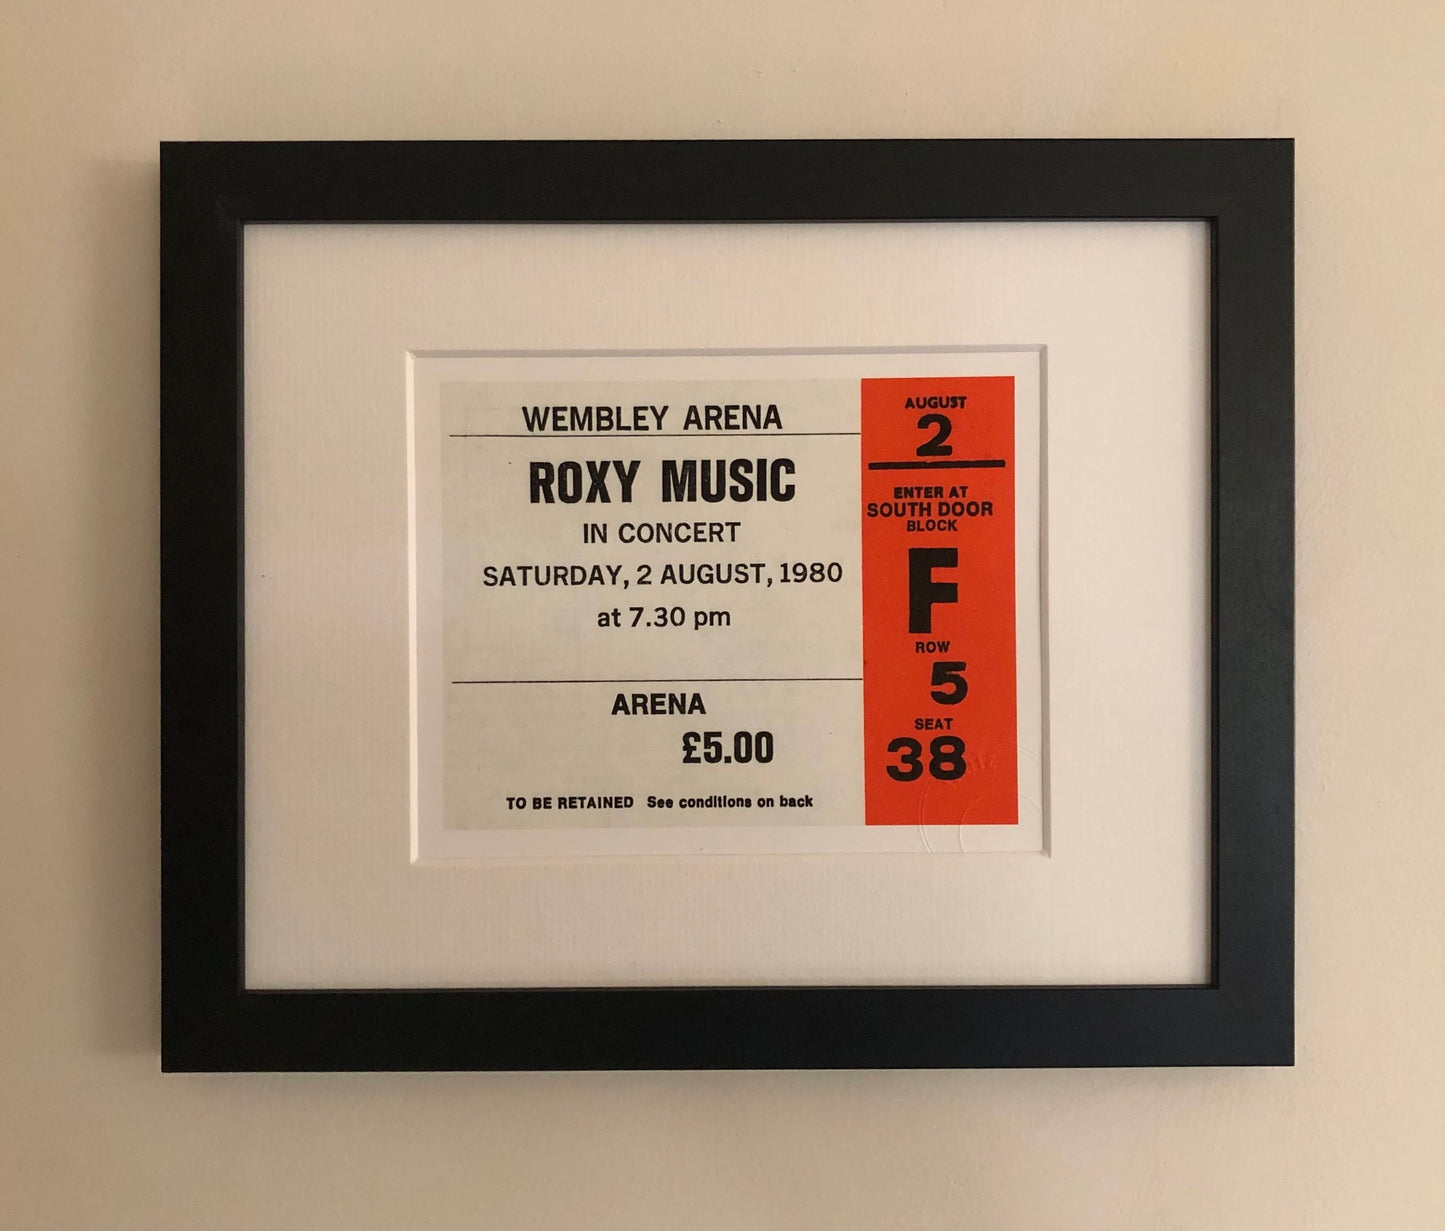 WEMBLEY ARENA
ROXY MUSIC
IN CONCERT
SATURDAY, 2 AUGUST, 1980
at 7.30 pm
ARENA
£5.00
TO BE RETAINED See conditions on back
AUGUST
2
ENTER AT
SOUTH DOOR
BLOCK
F
ROW
5
SEAT
38